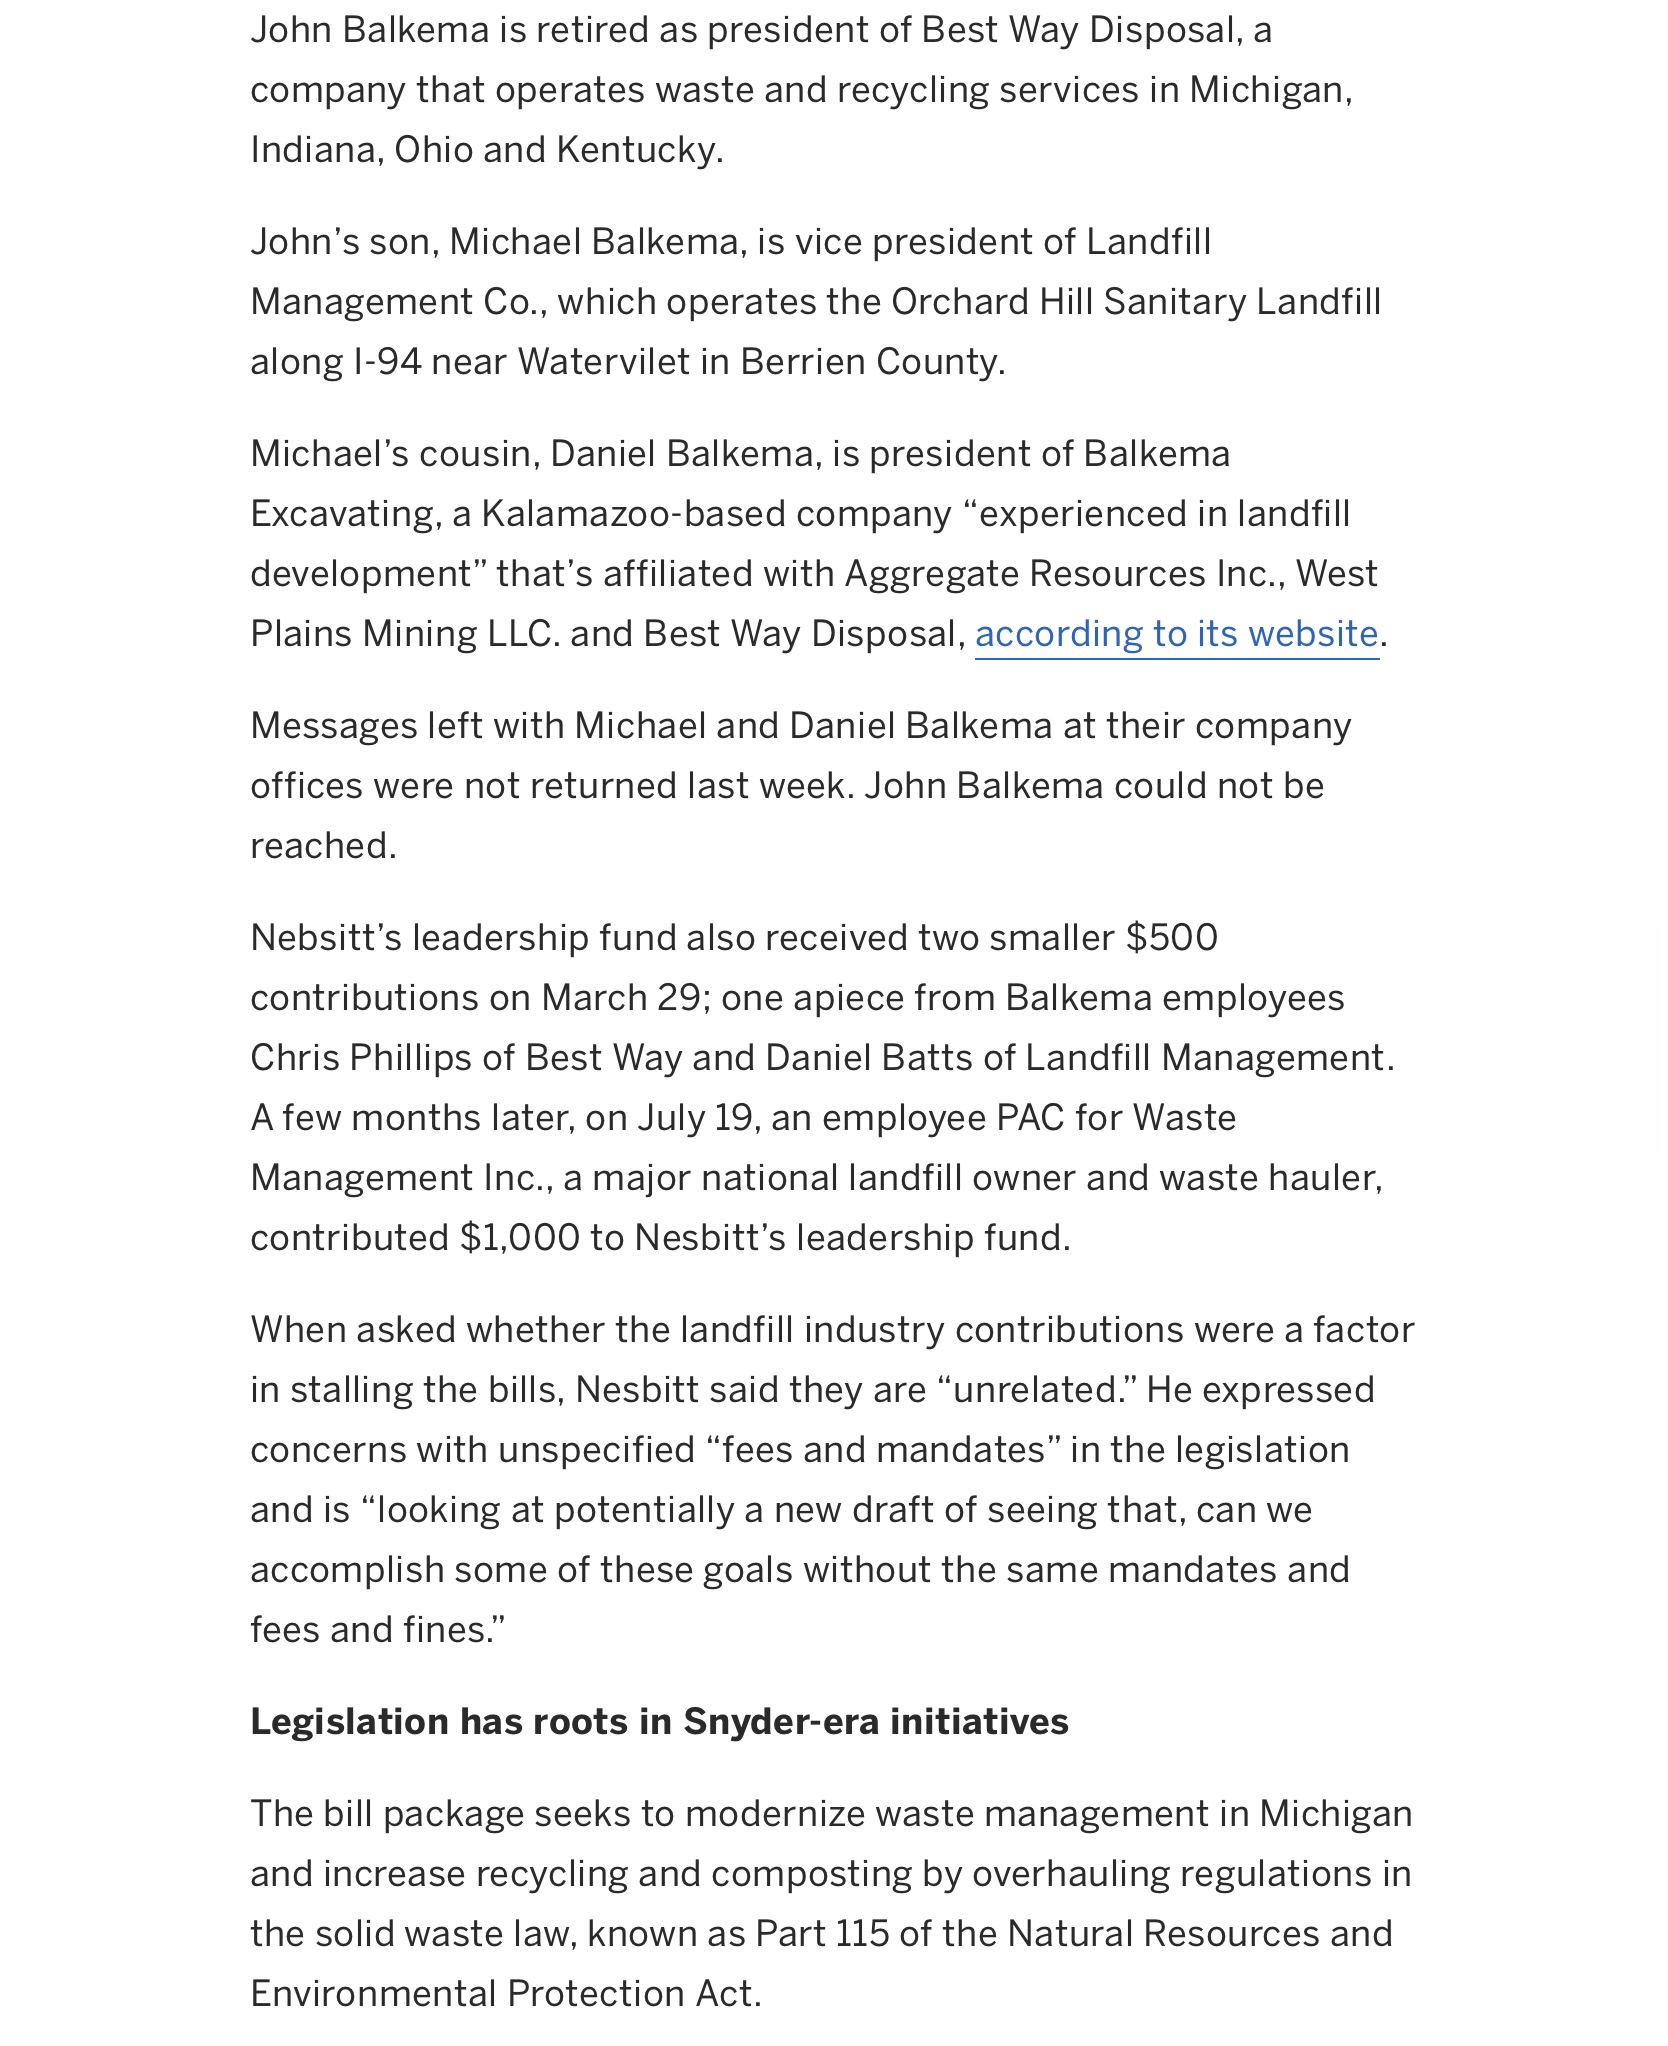 John Balkema is retired as president of Best Way Disposal, a
company that operates waste and recycling services in Michigan,
Indiana, Ohio and Kentucky.
John’s son, Michael Balkema, is vice president of Landfill
Management Co., which operates the Orchard Hill Sanitary Landfill
along I-94 near Watervilet in Berrien County.
Michael’s cousin, Daniel Balkema, is president of Balkema
Excavating, a Kalamazoo-based company “experienced in landfill
development” that’s affiliated with Aggregate Resources Inc., West
Plains Mining LLC. and Best Way Disposal, according to its website.
Messages left with Michael and Daniel Balkema at their company
offices were not returned last week. John Balkema could not be
reached.
Nebsitt’s leadership fund also received two smaller $500
contributions on March 29; one apiece from Balkema employees
Chris Phillips of Best Way and Daniel Batts of Landfill Management.
A few months later, on July 19, an employee PAC for Waste
Management Inc., a major national landfill owner and waste hauler,
contributed $1,000 to Nesbitt’s leadership fund.
When asked whether the landfill industry contributions were a factor
in stalling the bills, Nesbitt said they are “unrelated.” He expressed
concerns with unspecified “fees and mandates” in the legislation
and is “looking at potentially a new draft of seeing that, can we
accomplish some of these goals without the same mandates and
fees and fines.”
Legislation has roots in Snyder-era initiatives
The bill package seeks to modernize waste management in Michigan
and increase recycling and composting by overhauling regulations in
the solid waste law, known as Part 115 of the Natural Resources and
Environmental Protection Act.